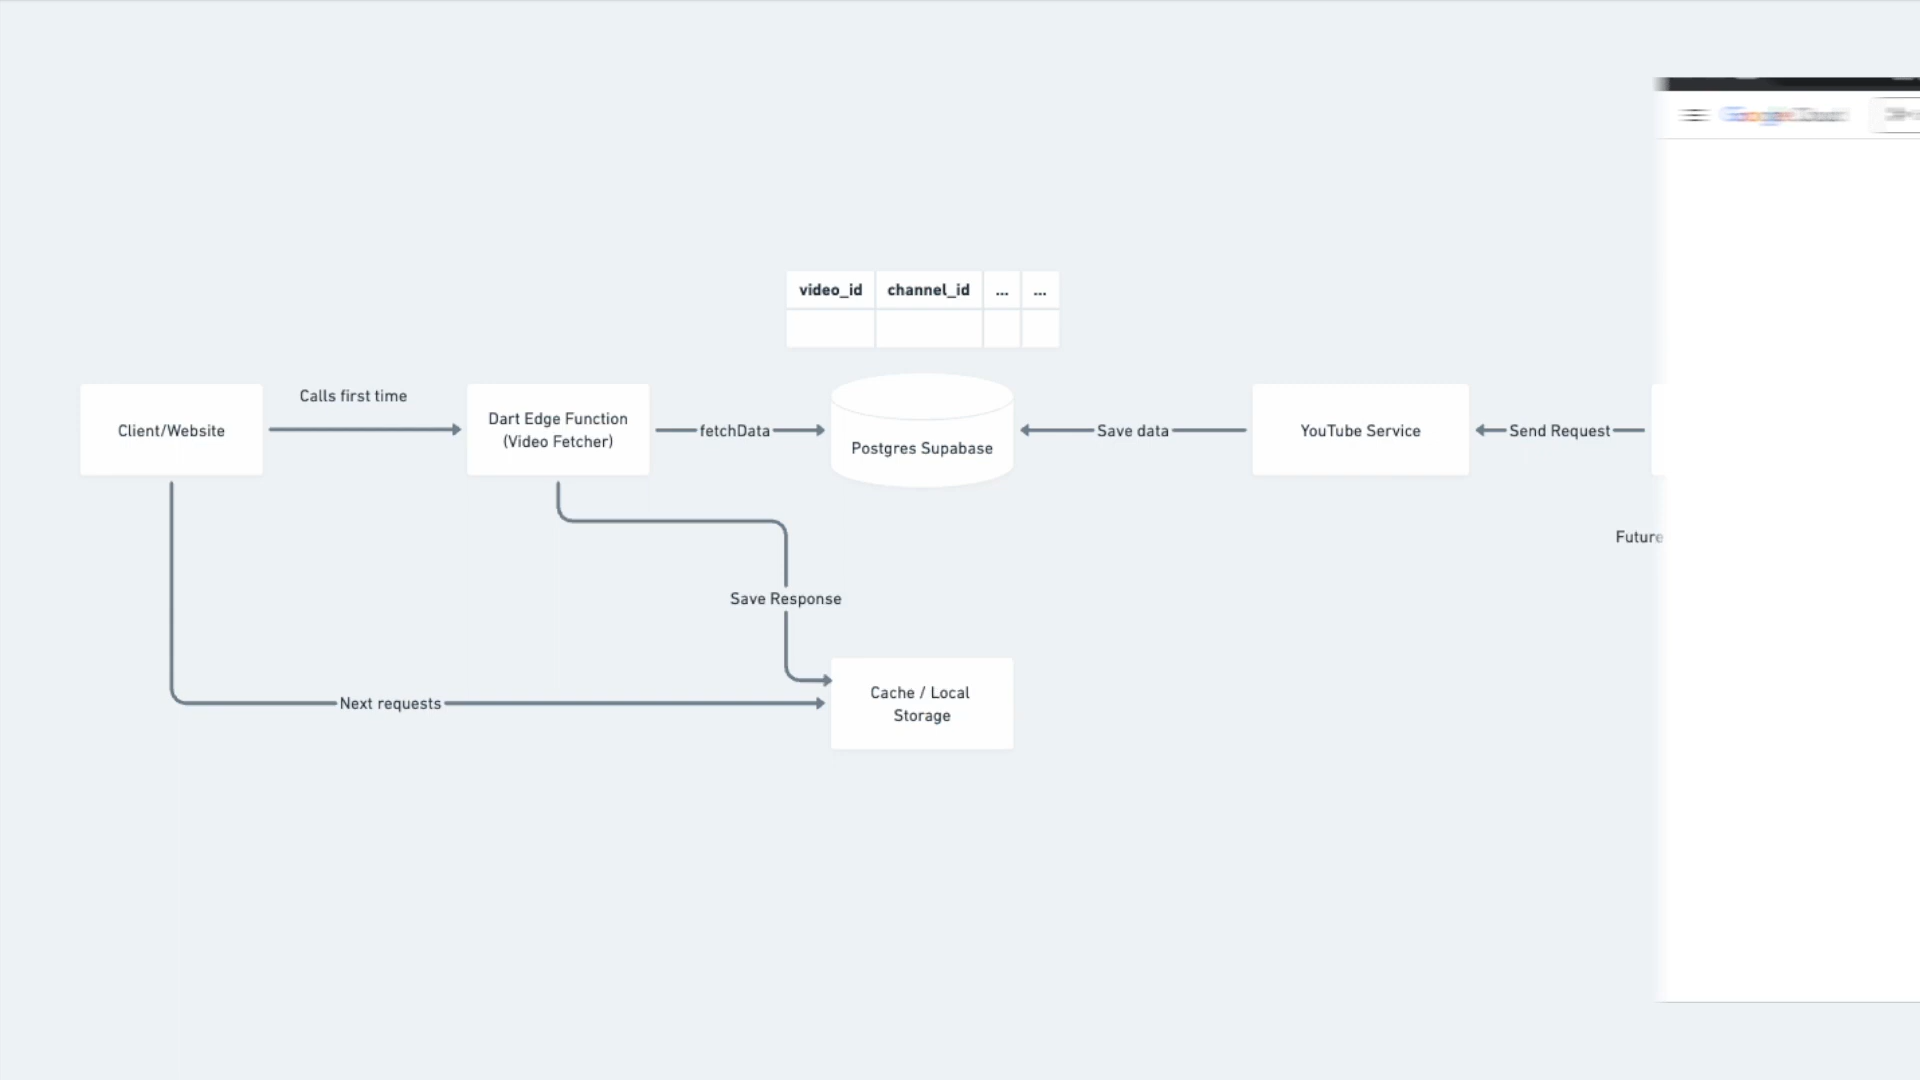 video_id
channel_id
...
...
Calls first time
Client/Website
Dart Edge Function
(Video Fetcher)
fetchData
Postgres Supabase
Save data
YouTube Service
Send Request
Future
Save Response
Next requests
Cache / Local
Storage